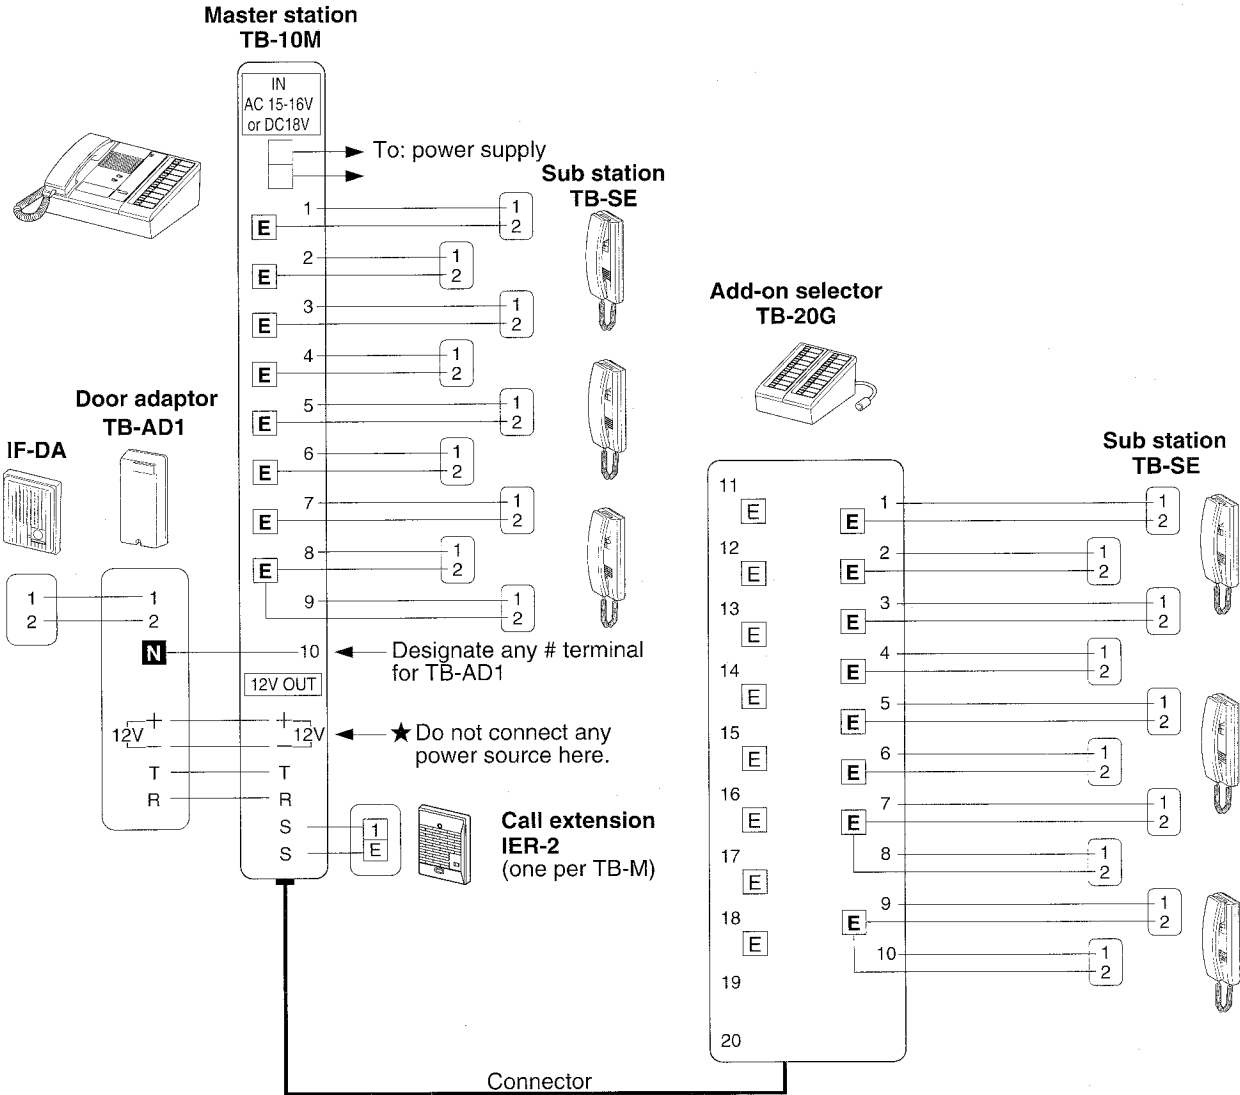 Master station
TB-10M
IN
AC 15-16V
or DC18V
To: power supply
Sub station
TB-SE
1 1
E 2
2 1
E 2
3 1
E 2
4 1
E 2
5 1
E 2
6 1
E 2
7 1
E 2
8 1
E 2
9 1
2
10
Designate any # terminal
for TB-AD1
12V OUT
+
12V
−
★ Do not connect any
power source here.
T
R
S 1
S E
Call extension
IER-2
(one per TB-M)
Door adaptor
TB-AD1
IF-DA
1 1
2 2
N
+
12V
−
T
R
Add-on selector
TB-20G
Sub station
TB-SE
11
E
12
E
13
E
14
E
15
E
16
E
17
E
18
E
19
20
1 1
E 2
2 1
E 2
3 1
E 2
4 1
E 2
5 1
E 2
6 1
E 2
7 1
E 2
8 1
2
9 1
E 2
10 1
2
Connector